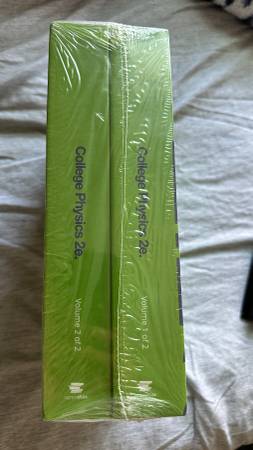 College Physics 2e.
Volume 2 of 2
College Physics 2e.
Volume 1 of 2